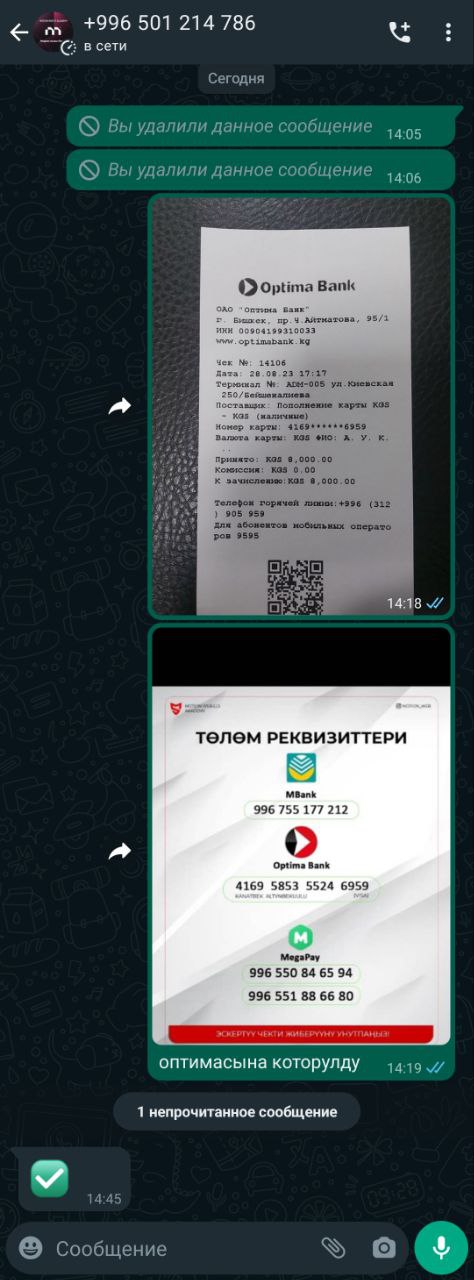 +996 501 214 786
в сети
Сегодня
Вы удалили данное сообщение 14:05
Вы удалили данное сообщение 14:06
Optima Bank
ОАО "Оптима Банк"
г. Бишкек, пр.Ч.Айтматова, 95/1
ИНН 00904199310033
www.optimabank.kg
Чек №: 14106
Дата: 28.08.23 17:17
Терминал №: ADM-005 ул.Киевская
250/Бейшеналиева
Поставщик: Пополнение карты KGS
- KGS (наличные)
Номер карты: 4169******6959
Валюта карты: KGS ФИО: А. У. К.
..
Принято: KGS 8,000.00
Комиссия: KGS 0.00
К зачислению:KGS 8,000.00
Телефон горячей линии:+996 (312
) 905 959
Для абонентов мобильных операто
ров 9595
14:18
ТӨЛӨМ РЕКВИЗИТТЕРИ
MBank
996 755 177 212
Optima Bank
4169 5853 5524 6959
KANATBEK ALTYNBEKUULU (VISA)
MegaPay
996 550 84 65 94
996 551 88 66 80
ЭСКЕРТҮҮ ЧЕКТИ ЖИБЕРҮҮНҮ УНУТПАҢЫЗ!
оптимасына которулду 14:19
1 непрочитанное сообщение
14:45
Сообщение